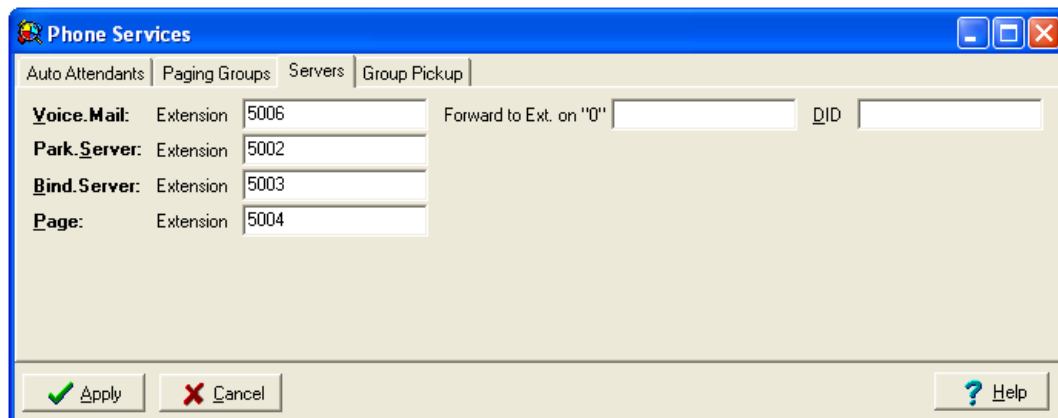 Phone Services
Auto Attendants Paging Groups Servers Group Pickup
Voice.Mail: Extension 5006 Forward to Ext. on "0" DID
Park.Server: Extension 5002
Bind.Server: Extension 5003
Page: Extension 5004
Apply Cancel ? Help